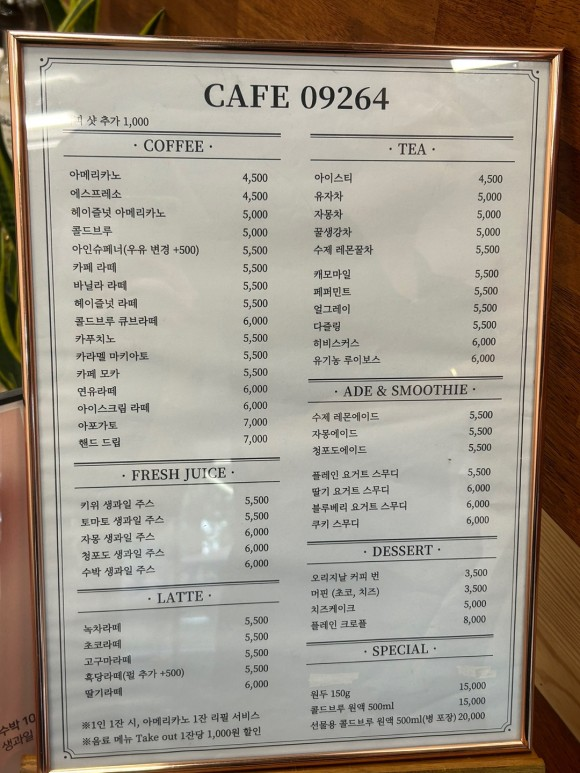 CAFE 09264
샷 추가 1,000
· COFFEE ·
아메리카노 4,500
에스프레소 4,500
헤이즐넛 아메리카노 5,000
콜드브루 5,000
아인슈페너(우유 변경 +500) 5,500
카페 라떼 5,500
바닐라 라떼 5,500
헤이즐넛 라떼 5,500
콜드브루 큐브라떼 6,000
카푸치노 5,500
카라멜 마키아토 5,500
카페 모카 5,500
연유라떼 6,000
아이스크림 라떼 6,000
아포가토 7,000
핸드 드립 7,000
· FRESH JUICE ·
키위 생과일 주스 5,500
토마토 생과일 주스 5,500
자몽 생과일 주스 6,000
청포도 생과일 주스 6,000
수박 생과일 주스 6,000
· LATTE ·
녹차라떼 5,500
초코라떼 5,500
고구마라떼 5,500
흑당라떼(펄 추가 +500) 5,500
딸기라떼 6,000
※1인 1잔 시, 아메리카노 1잔 리필 서비스
※음료 메뉴 Take out 1잔당 1,000원 할인
· TEA ·
아이스티 4,500
유자차 5,000
자몽차 5,000
꿀생강차 5,000
수제 레몬꿀차 5,500
캐모마일 5,500
페퍼민트 5,500
얼그레이 5,500
다즐링 5,500
히비스커스 6,000
유기농 루이보스 6,000
· ADE & SMOOTHIE ·
수제 레몬에이드 5,500
자몽에이드 5,500
청포도에이드 5,500
플레인 요거트 스무디 5,500
딸기 요거트 스무디 6,000
블루베리 요거트 스무디 6,000
쿠키 스무디 6,000
· DESSERT ·
오리지날 커피 번 3,500
머핀 (초코, 치즈) 3,500
치즈케이크 5,000
플레인 크로플 8,000
· SPECIAL ·
원두 150g 15,000
콜드브루 원액 500ml 15,000
선물용 콜드브루 원액 500ml(병 포장) 20,000
수박 10
생과일